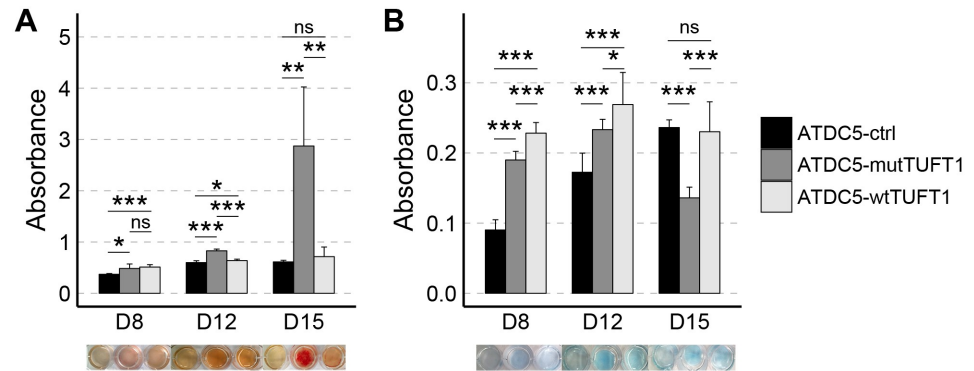 A
Absorbance
5
4
3
2
1
0
***
ns
*
*
***
***
ns
**
**
D8 D12 D15
B
Absorbance
0.3
0.2
0.1
0.0
***
***
***
***
*
***
ns
***
***
D8 D12 D15
ATDC5-ctrl
ATDC5-mutTUFT1
ATDC5-wtTUFT1